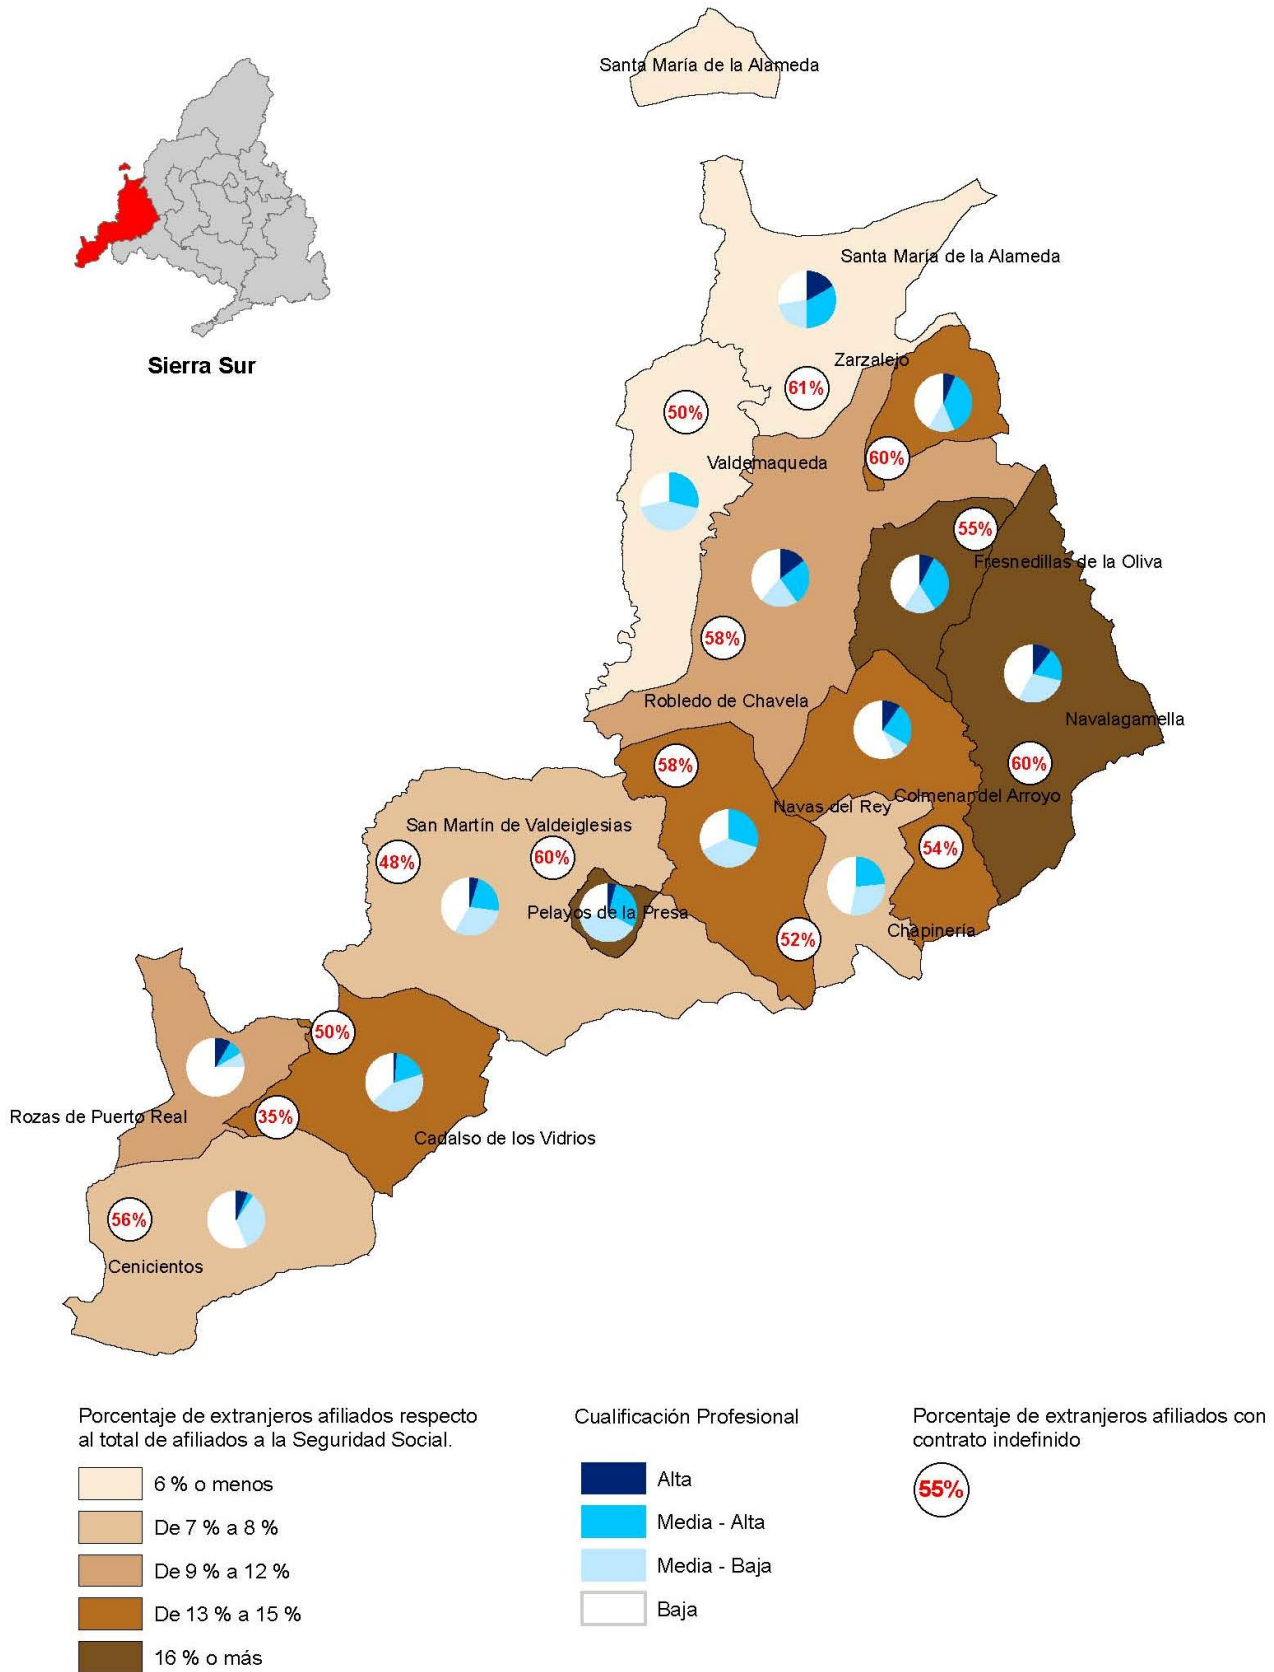 Santa María de la Alameda
Sierra Sur
Santa María de la Alameda
Zarzalejo
61%
50%
Valdemaqueda
60%
55%
Fresnedillas de la Oliva
58%
Robledo de Chavela
Navalagamella
60%
58%
Navas del Rey
Colmenar del Arroyo
San Martín de Valdeiglesias
48%
60%
54%
Pelayos de la Presa
52%
Chapinería
50%
Rozas de Puerto Real
35%
Cadalso de los Vidrios
56%
Cenicientos
Porcentaje de extranjeros afiliados respecto
al total de afiliados a la Seguridad Social.
6 % o menos
De 7 % a 8 %
De 9 % a 12 %
De 13 % a 15 %
16 % o más
Cualificación Profesional
Alta
Media - Alta
Media - Baja
Baja
Porcentaje de extranjeros afiliados con
contrato indefinido
55%